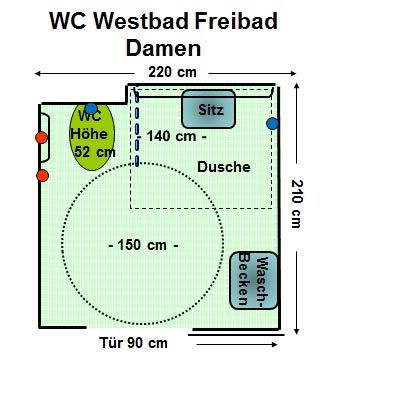 WC Westbad Freibad
Damen
220 cm
WC
Höhe
52 cm
Sitz
- 140 cm -
Dusche
210 cm
- 150 cm -
Wasch-
Becken
Tür 90 cm